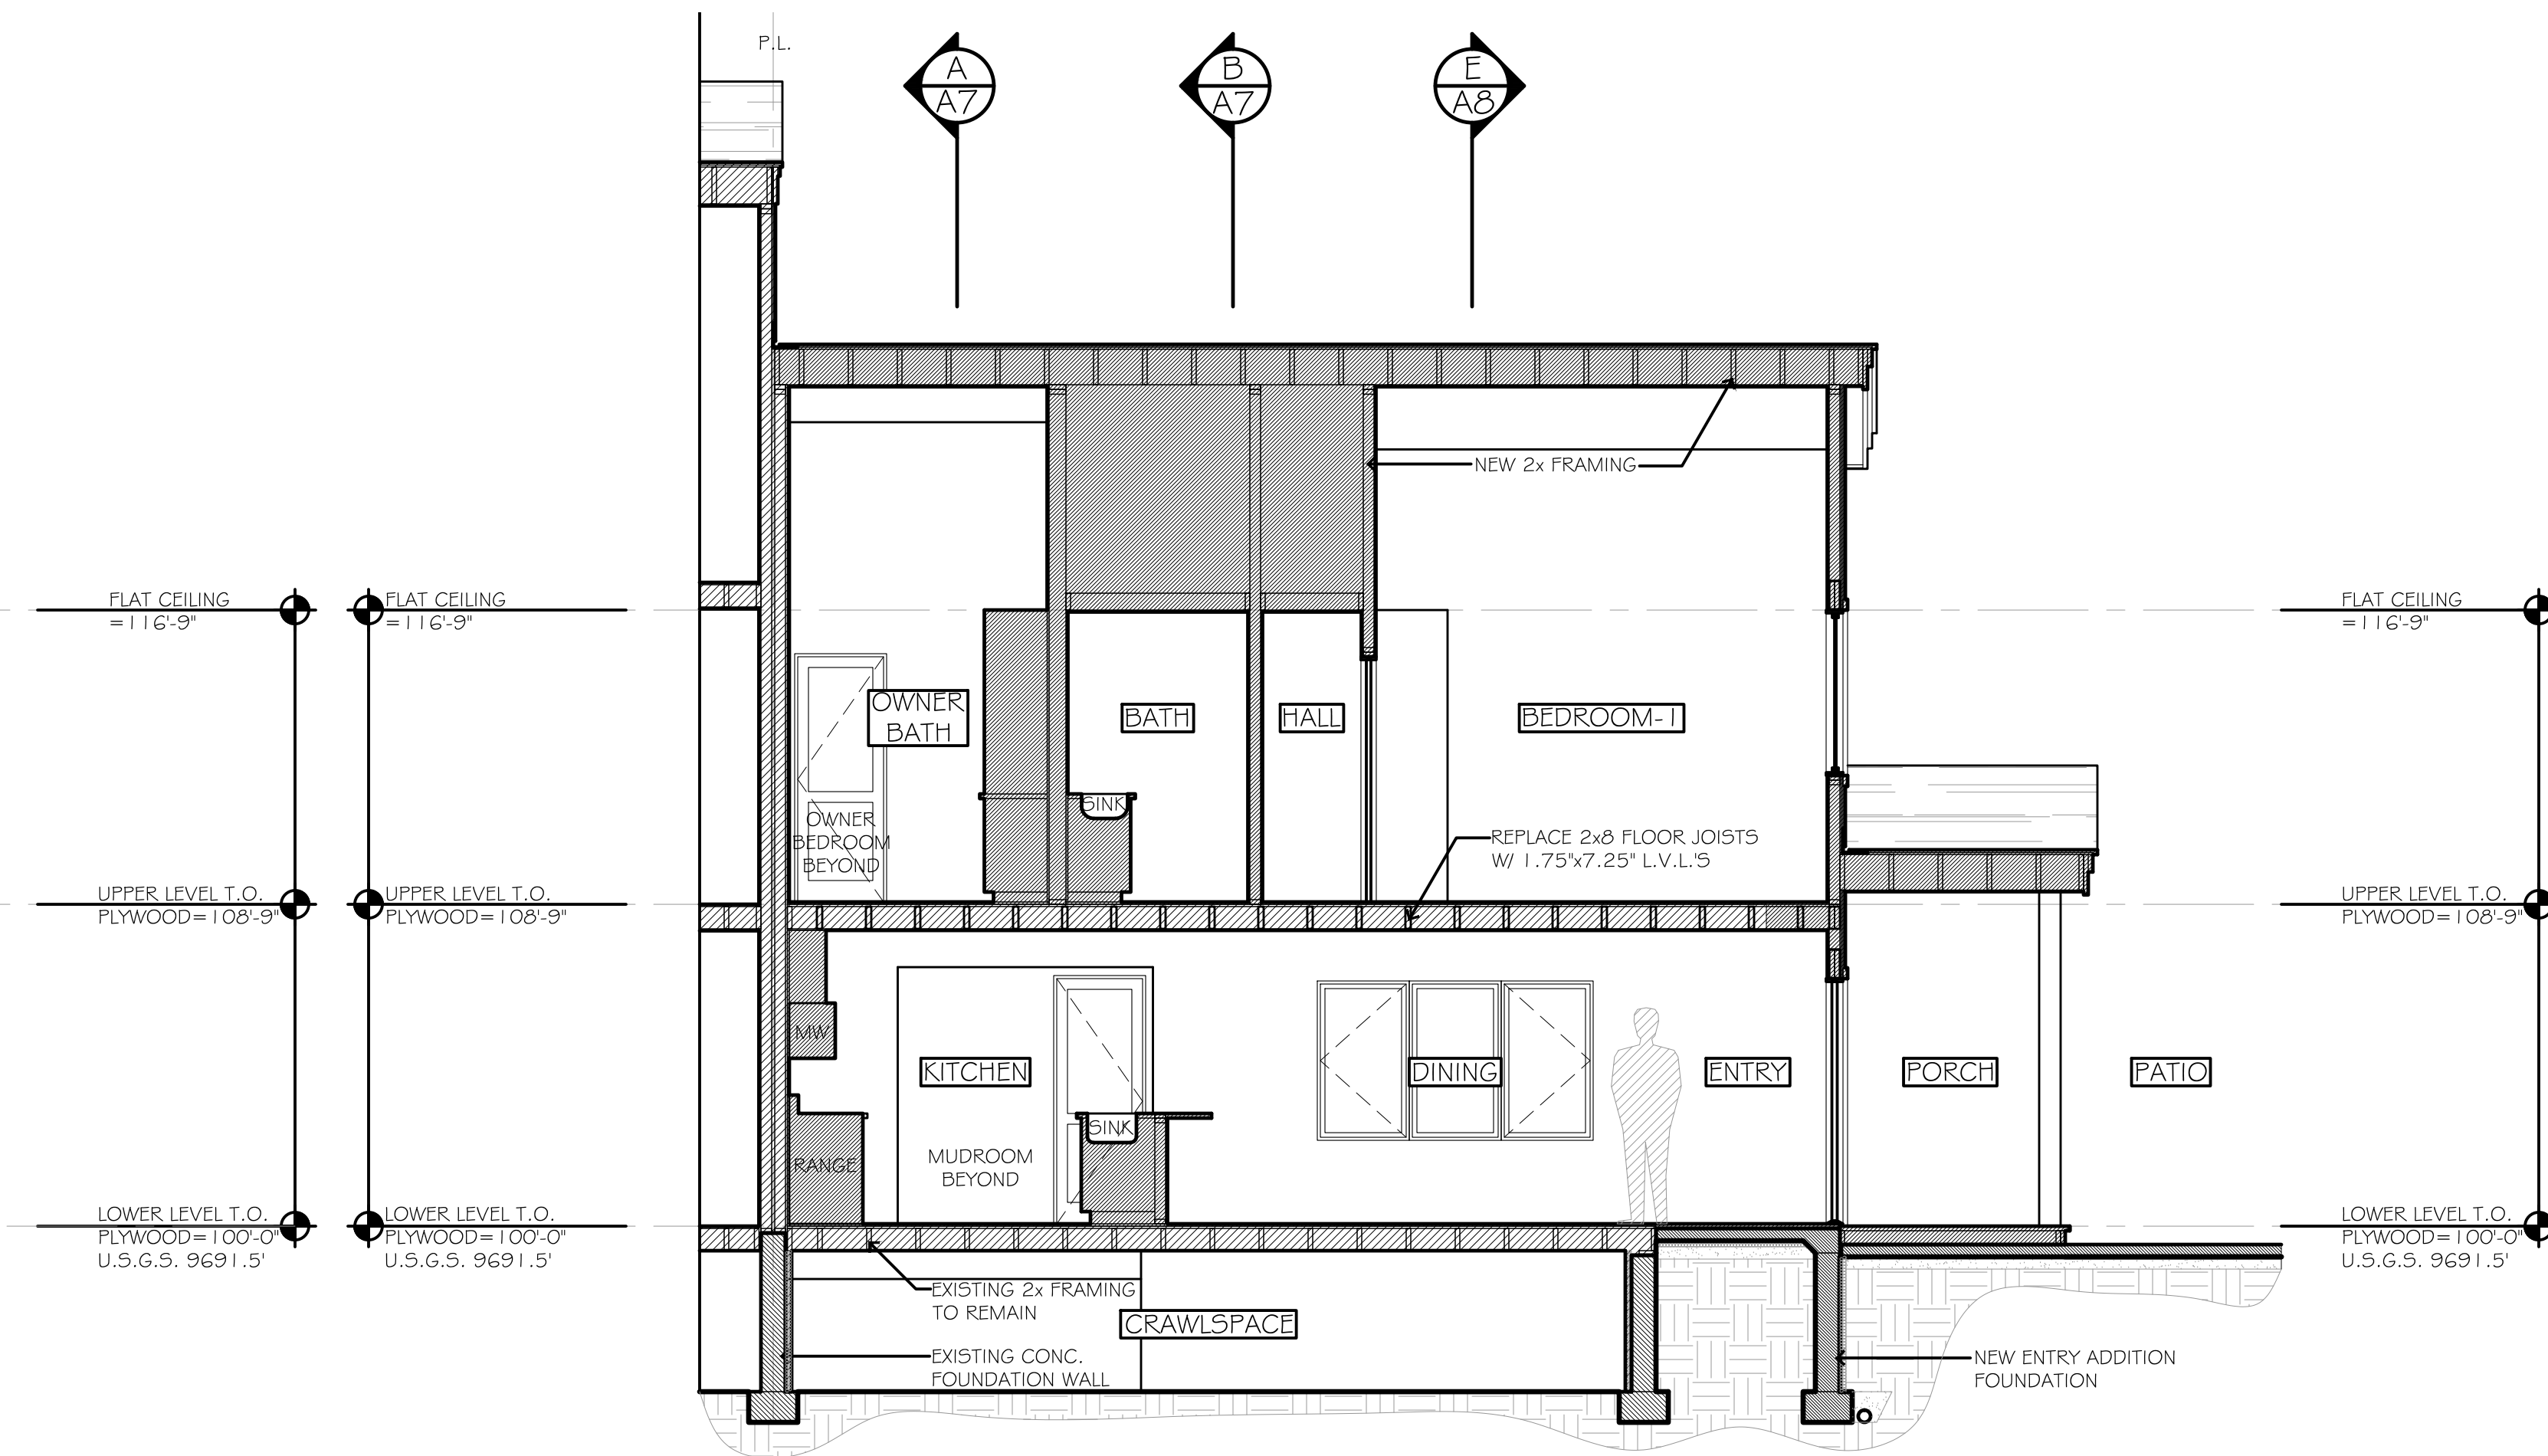 P.L.
A
A7
B
A7
E
A8
NEW 2x FRAMING
FLAT CEILING
=116'-9"
FLAT CEILING
=116'-9"
FLAT CEILING
=116'-9"
OWNER
BATH
BATH
HALL
BEDROOM-1
SINK
OWNER
BEDROOM
BEYOND
REPLACE 2x8 FLOOR JOISTS
W/ 1.75"x7.25" L.V.L.'S
UPPER LEVEL T.O.
PLYWOOD=108'-9"
UPPER LEVEL T.O.
PLYWOOD=108'-9"
UPPER LEVEL T.O.
PLYWOOD=108'-9"
MW
KITCHEN
DINING
ENTRY
PORCH
PATIO
SINK
RANGE
MUDROOM
BEYOND
LOWER LEVEL T.O.
PLYWOOD=100'-0"
U.S.G.S. 9691.5'
LOWER LEVEL T.O.
PLYWOOD=100'-0"
U.S.G.S. 9691.5'
LOWER LEVEL T.O.
PLYWOOD=100'-0"
U.S.G.S. 9691.5'
EXISTING 2x FRAMING
TO REMAIN
CRAWLSPACE
EXISTING CONC.
FOUNDATION WALL
NEW ENTRY ADDITION
FOUNDATION